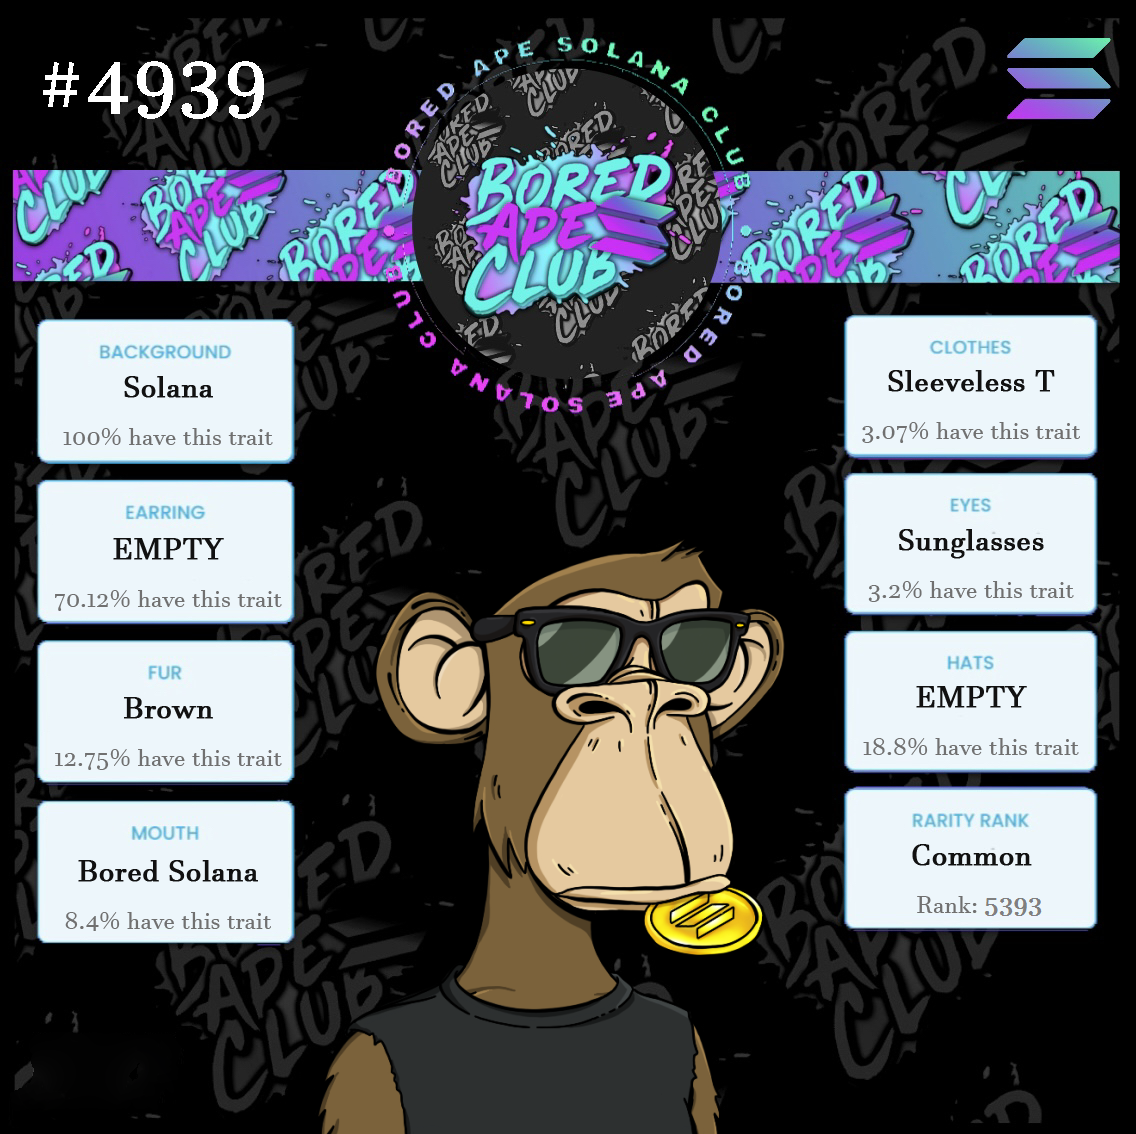 #4939
BORED APE SOLANA CLUB
BORED
APE
CLUB
BORED APE SOLANA CLUB
BACKGROUND
Solana
100% have this trait
EARRING
EMPTY
70.12% have this trait
FUR
Brown
12.75% have this trait
MOUTH
Bored Solana
8.4% have this trait
CLOTHES
Sleeveless T
3.07% have this trait
EYES
Sunglasses
3.2% have this trait
HATS
EMPTY
18.8% have this trait
RARITY RANK
Common
Rank: 5393